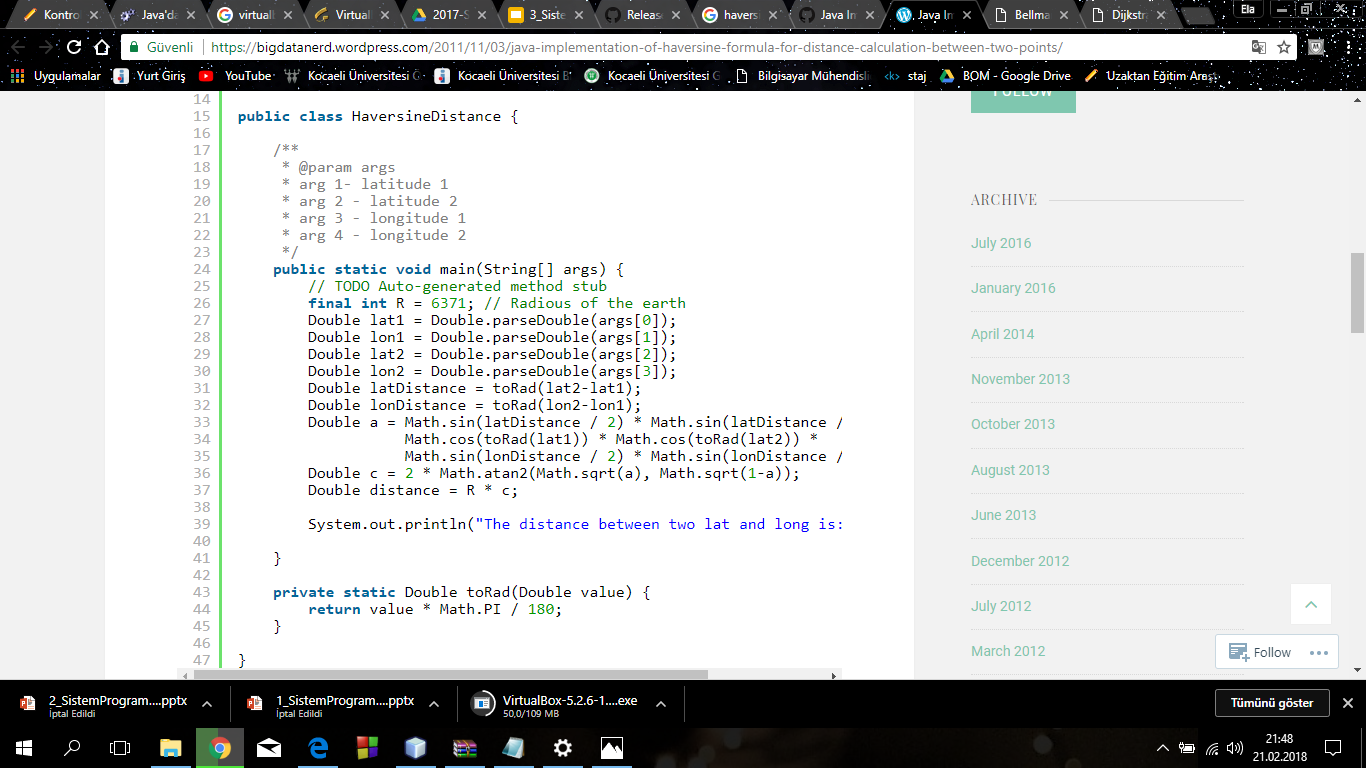 Kontro
Java'da
virtuall
Virtuall
2017-S
3_Siste
Releas
haversi
Java In
Java In
Bellma
Dijkstra
Ela
Güvenli
https://bigdatanerd.wordpress.com/2011/11/03/java-implementation-of-haversine-formula-for-distance-calculation-between-two-points/
Uygulamalar
Yurt Giriş
YouTube
Kocaeli Üniversitesi G
Kocaeli Üniversitesi B
Kocaeli Üniversitesi G
Bilgisayar Mühendisli
<k> staj
BOM - Google Drive
Uzaktan Eğitim Araşt
14
15 public class HaversineDistance {
16
17 /**
18 * @param args
19 * arg 1- latitude 1
20 * arg 2 - latitude 2
21 * arg 3 - longitude 1
22 * arg 4 - longitude 2
23 */
24 public static void main(String[] args) {
25 // TODO Auto-generated method stub
26 final int R = 6371; // Radious of the earth
27 Double lat1 = Double.parseDouble(args[0]);
28 Double lon1 = Double.parseDouble(args[1]);
29 Double lat2 = Double.parseDouble(args[2]);
30 Double lon2 = Double.parseDouble(args[3]);
31 Double latDistance = toRad(lat2-lat1);
32 Double lonDistance = toRad(lon2-lon1);
33 Double a = Math.sin(latDistance / 2) * Math.sin(latDistance /
34 Math.cos(toRad(lat1)) * Math.cos(toRad(lat2)) *
35 Math.sin(lonDistance / 2) * Math.sin(lonDistance /
36 Double c = 2 * Math.atan2(Math.sqrt(a), Math.sqrt(1-a));
37 Double distance = R * c;
38
39 System.out.println("The distance between two lat and long is:
40
41 }
42
43 private static Double toRad(Double value) {
44 return value * Math.PI / 180;
45 }
46
47 }
FOLLOW
ARCHIVE
July 2016
January 2016
April 2014
November 2013
October 2013
August 2013
June 2013
December 2012
July 2012
March 2012
Follow
2_SistemProgram....pptx
İptal Edildi
1_SistemProgram....pptx
İptal Edildi
VirtualBox-5.2.6-1....exe
50,0/109 MB
Tümünü göster
21:48
21.02.2018